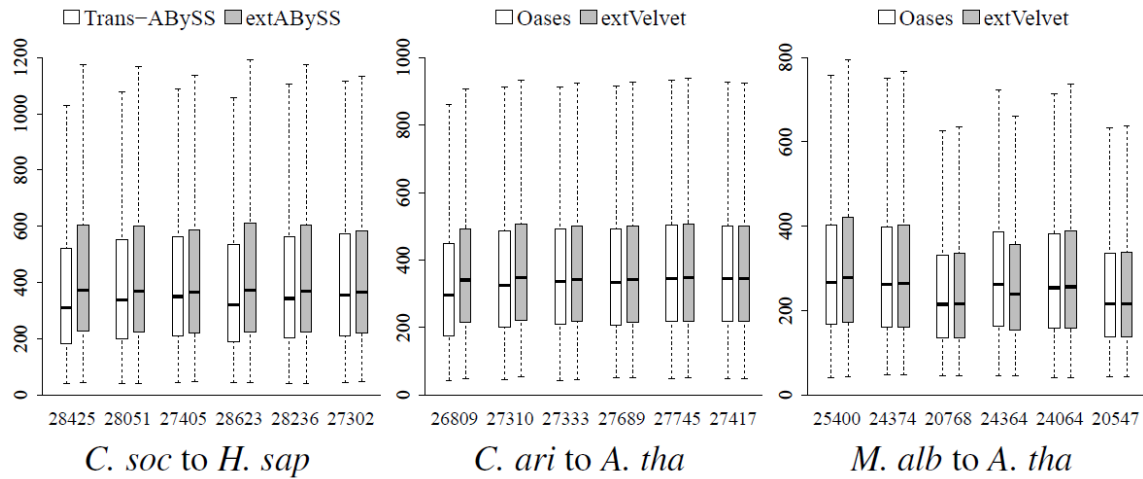 Trans−ABySS extABySS
Oases extVelvet
Oases extVelvet
1200
1000
800
600
400
200
0
1000
800
600
400
200
0
800
600
400
200
0
28425 28051 27405 28623 28236 27302
26809 27310 27333 27689 27745 27417
25400 24374 20768 24364 24064 20547
C. soc to H. sap
C. ari to A. tha
M. alb to A. tha